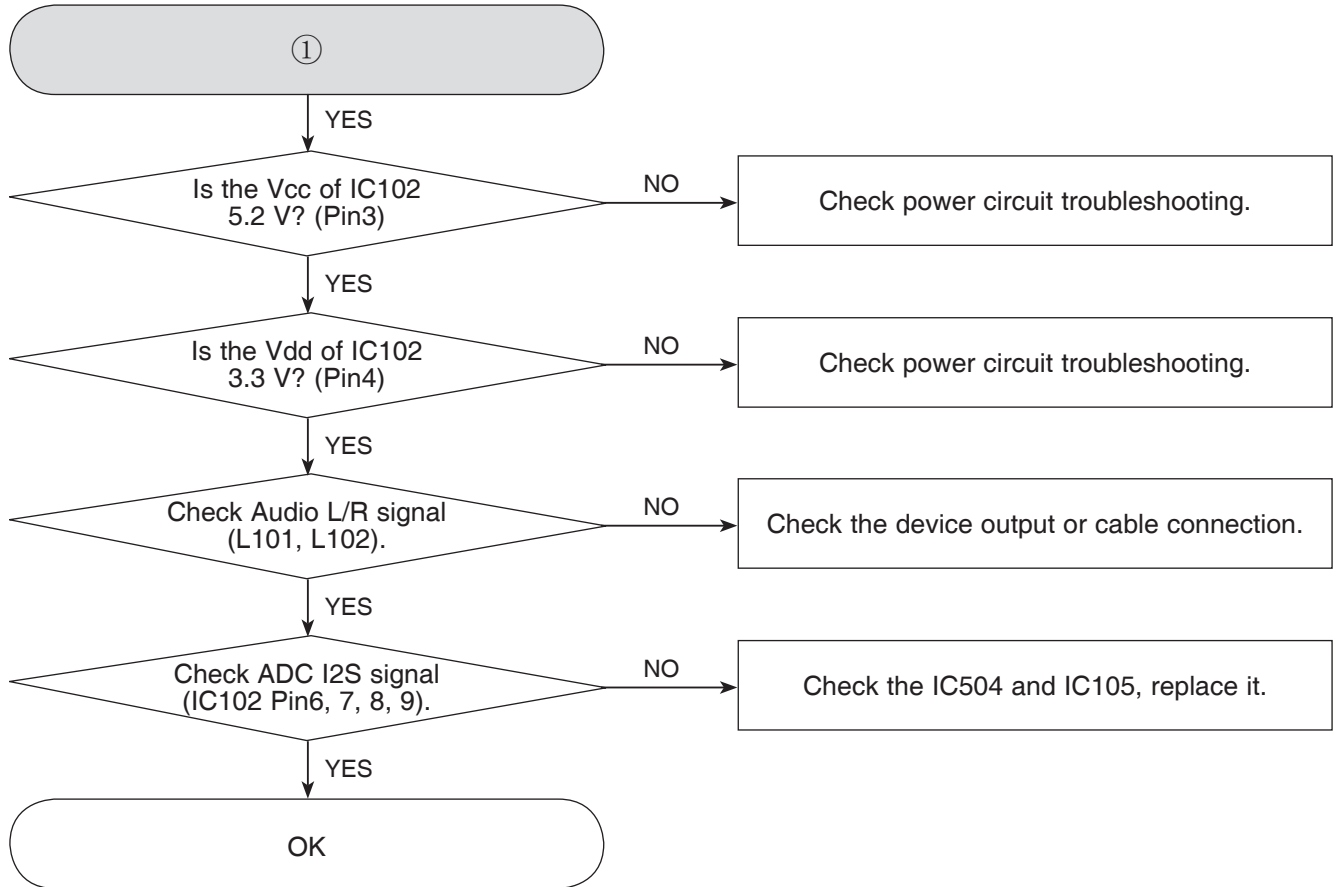 ①
YES
Is the Vcc of IC102
5.2 V? (Pin3)
NO
Check power circuit troubleshooting.
YES
Is the Vdd of IC102
3.3 V? (Pin4)
NO
Check power circuit troubleshooting.
YES
Check Audio L/R signal
(L101, L102).
NO
Check the device output or cable connection.
YES
Check ADC I2S signal
(IC102 Pin6, 7, 8, 9).
NO
Check the IC504 and IC105, replace it.
YES
OK